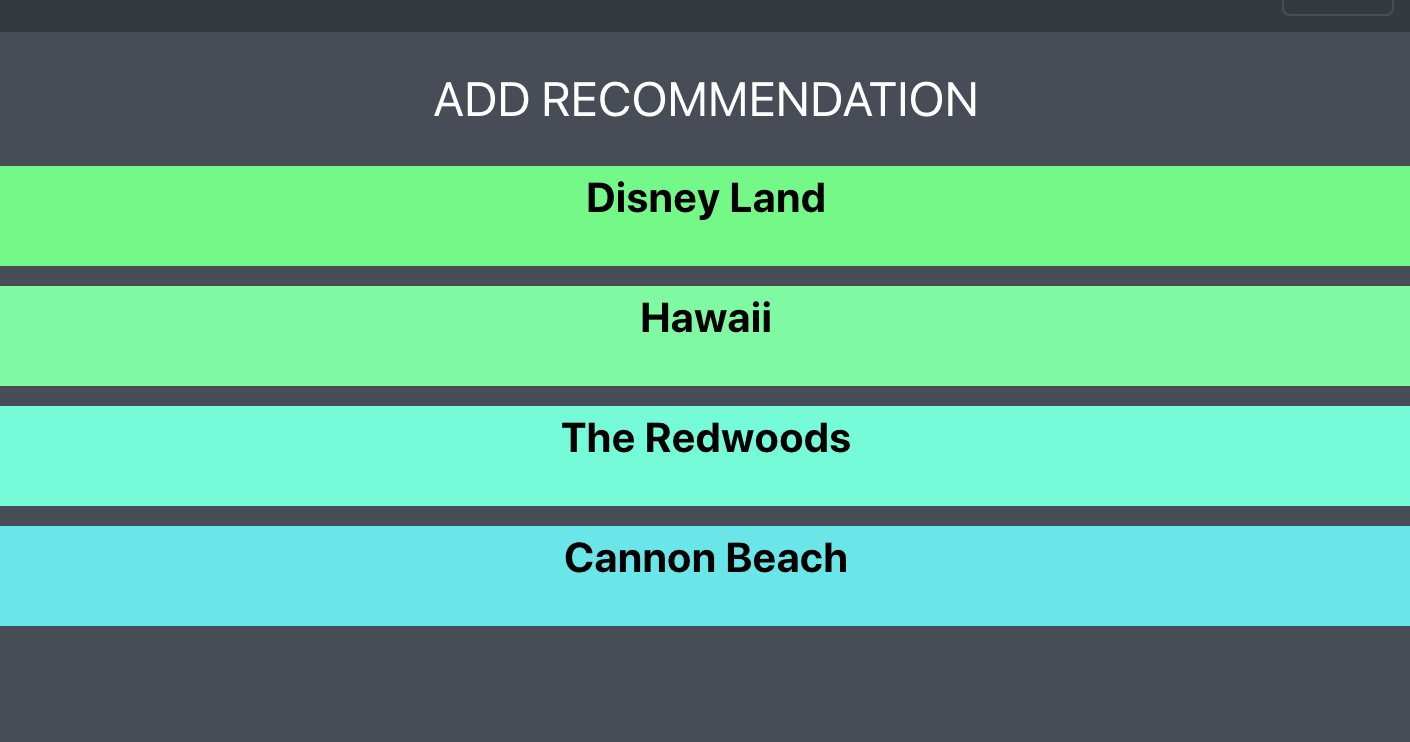 ADD RECOMMENDATION
Disney Land
Hawaii
The Redwoods
Cannon Beach